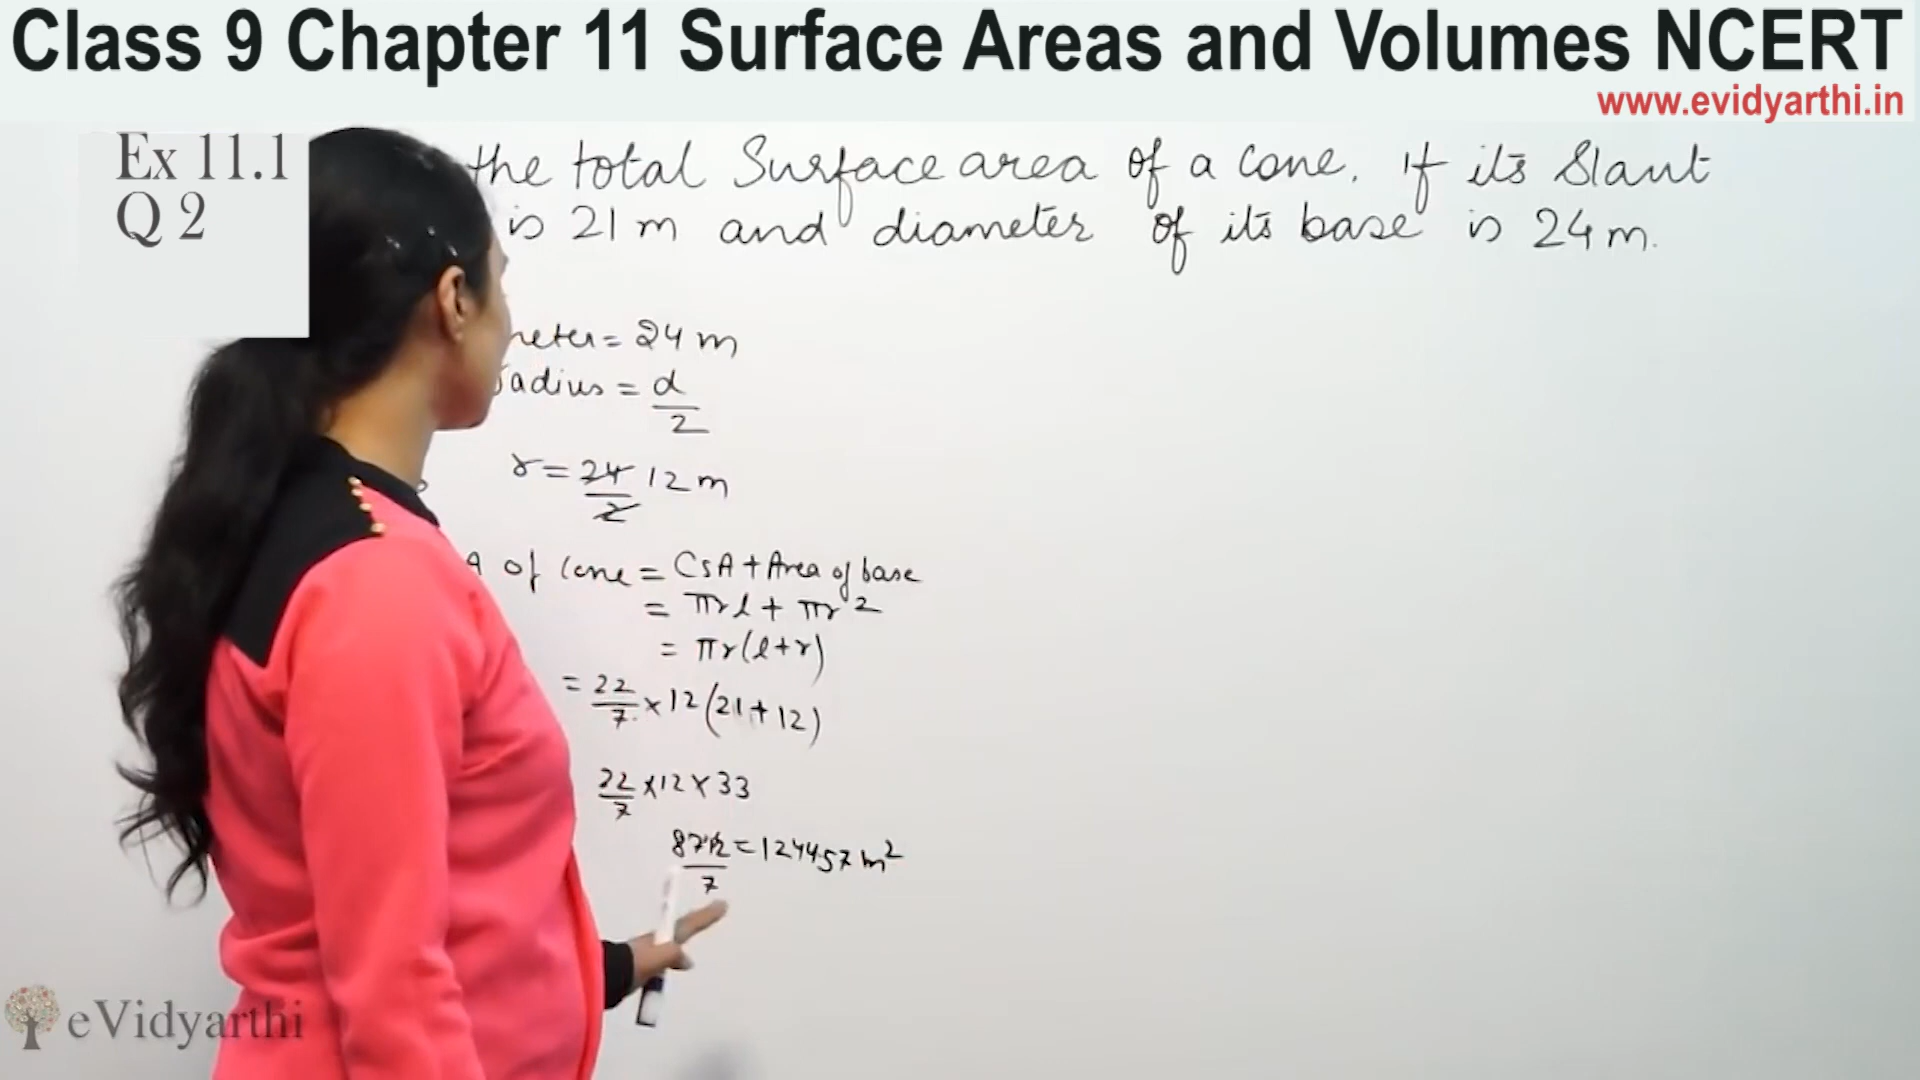 Class 9 Chapter 11 Surface Areas and Volumes NCERT
www.evidyarthi.in
Ex 11.1
Q 2
the total Surface area of a Cone. If its Slant
is 21 m and diameter of its base is 24 m.
meter = 24 m
radius = d/2
r = 24/2 12 m
A of Cone = CSA + Area of base
= πrl + πr²
= πr(l+r)
= 22/7 × 12 (21 + 12)
22/7 × 12 × 33
8712/7 = 1244.57 m²
eVidyarthi